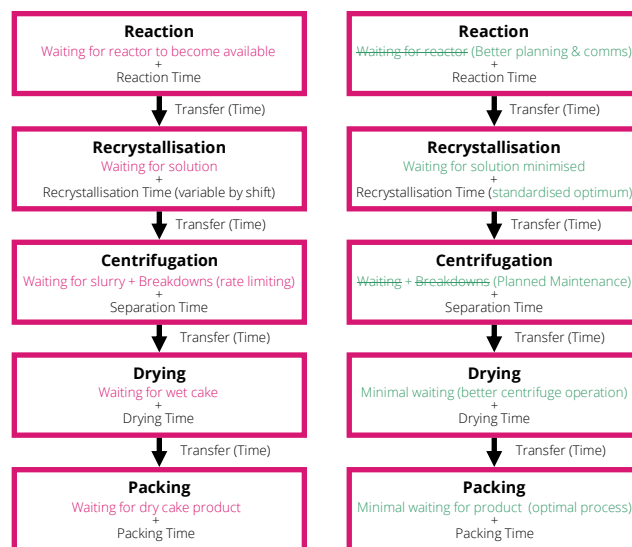 Reaction
Waiting for reactor to become available
+
Reaction Time
Transfer (Time)
Recrystallisation
Waiting for solution
+
Recrystallisation Time (variable by shift)
Transfer (Time)
Centrifugation
Waiting for slurry + Breakdowns (rate limiting)
+
Separation Time
Transfer (Time)
Drying
Waiting for wet cake
+
Drying Time
Transfer (Time)
Packing
Waiting for dry cake product
+
Packing Time
Reaction
Waiting for reactor (Better planning & comms)
+
Reaction Time
Transfer (Time)
Recrystallisation
Waiting for solution minimised
+
Recrystallisation Time (standardised optimum)
Transfer (Time)
Centrifugation
Waiting + Breakdowns (Planned Maintenance)
+
Separation Time
Transfer (Time)
Drying
Minimal waiting (better centrifuge operation)
+
Drying Time
Transfer (Time)
Packing
Minimal waiting for product (optimal process)
+
Packing Time